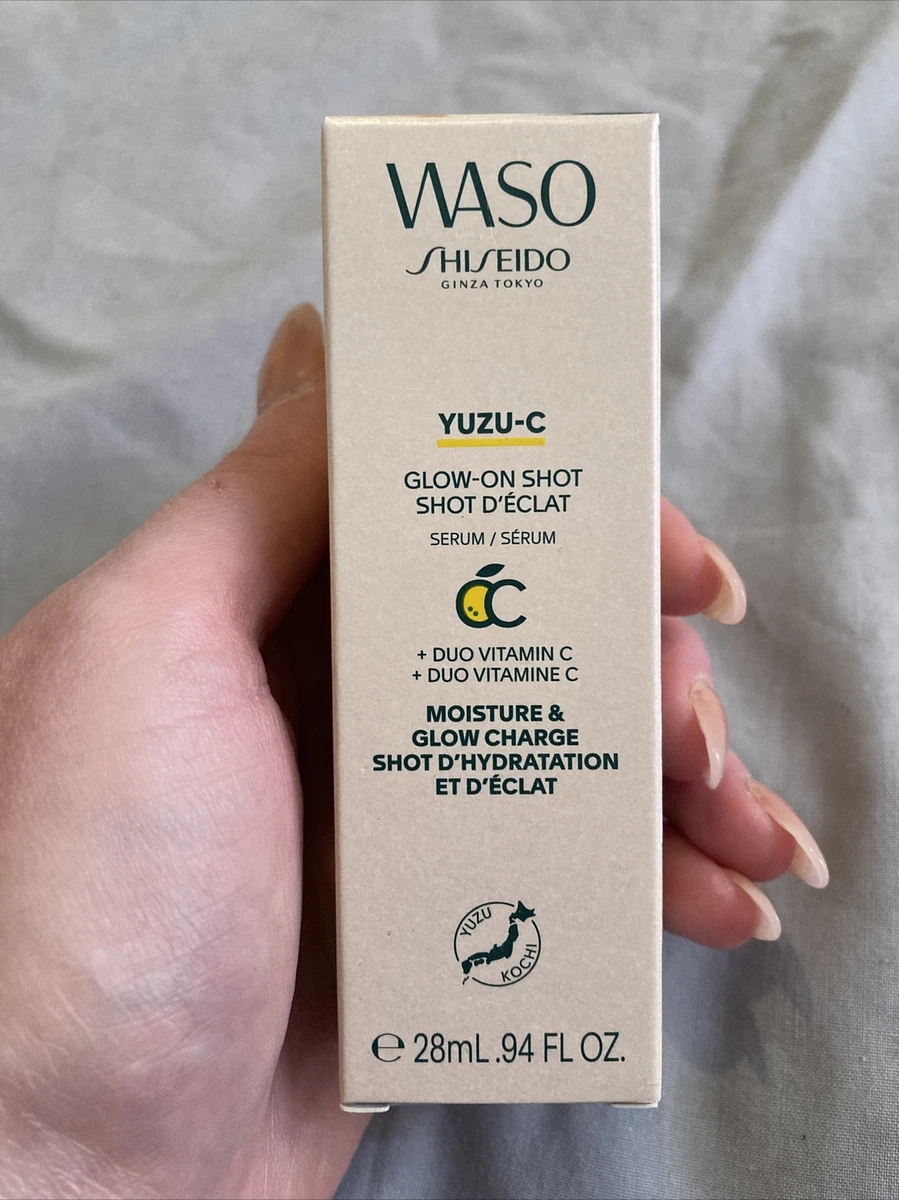 WASO
SHISEIDO
GINZA TOKYO
YUZU-C
GLOW-ON SHOT
SHOT D'ÉCLAT
SERUM / SÉRUM
C
+ DUO VITAMIN C
+ DUO VITAMINE C
MOISTURE &
GLOW CHARGE
SHOT D'HYDRATATION
ET D'ÉCLAT
YUZU
KOCHI
℮ 28mL .94 FL OZ.